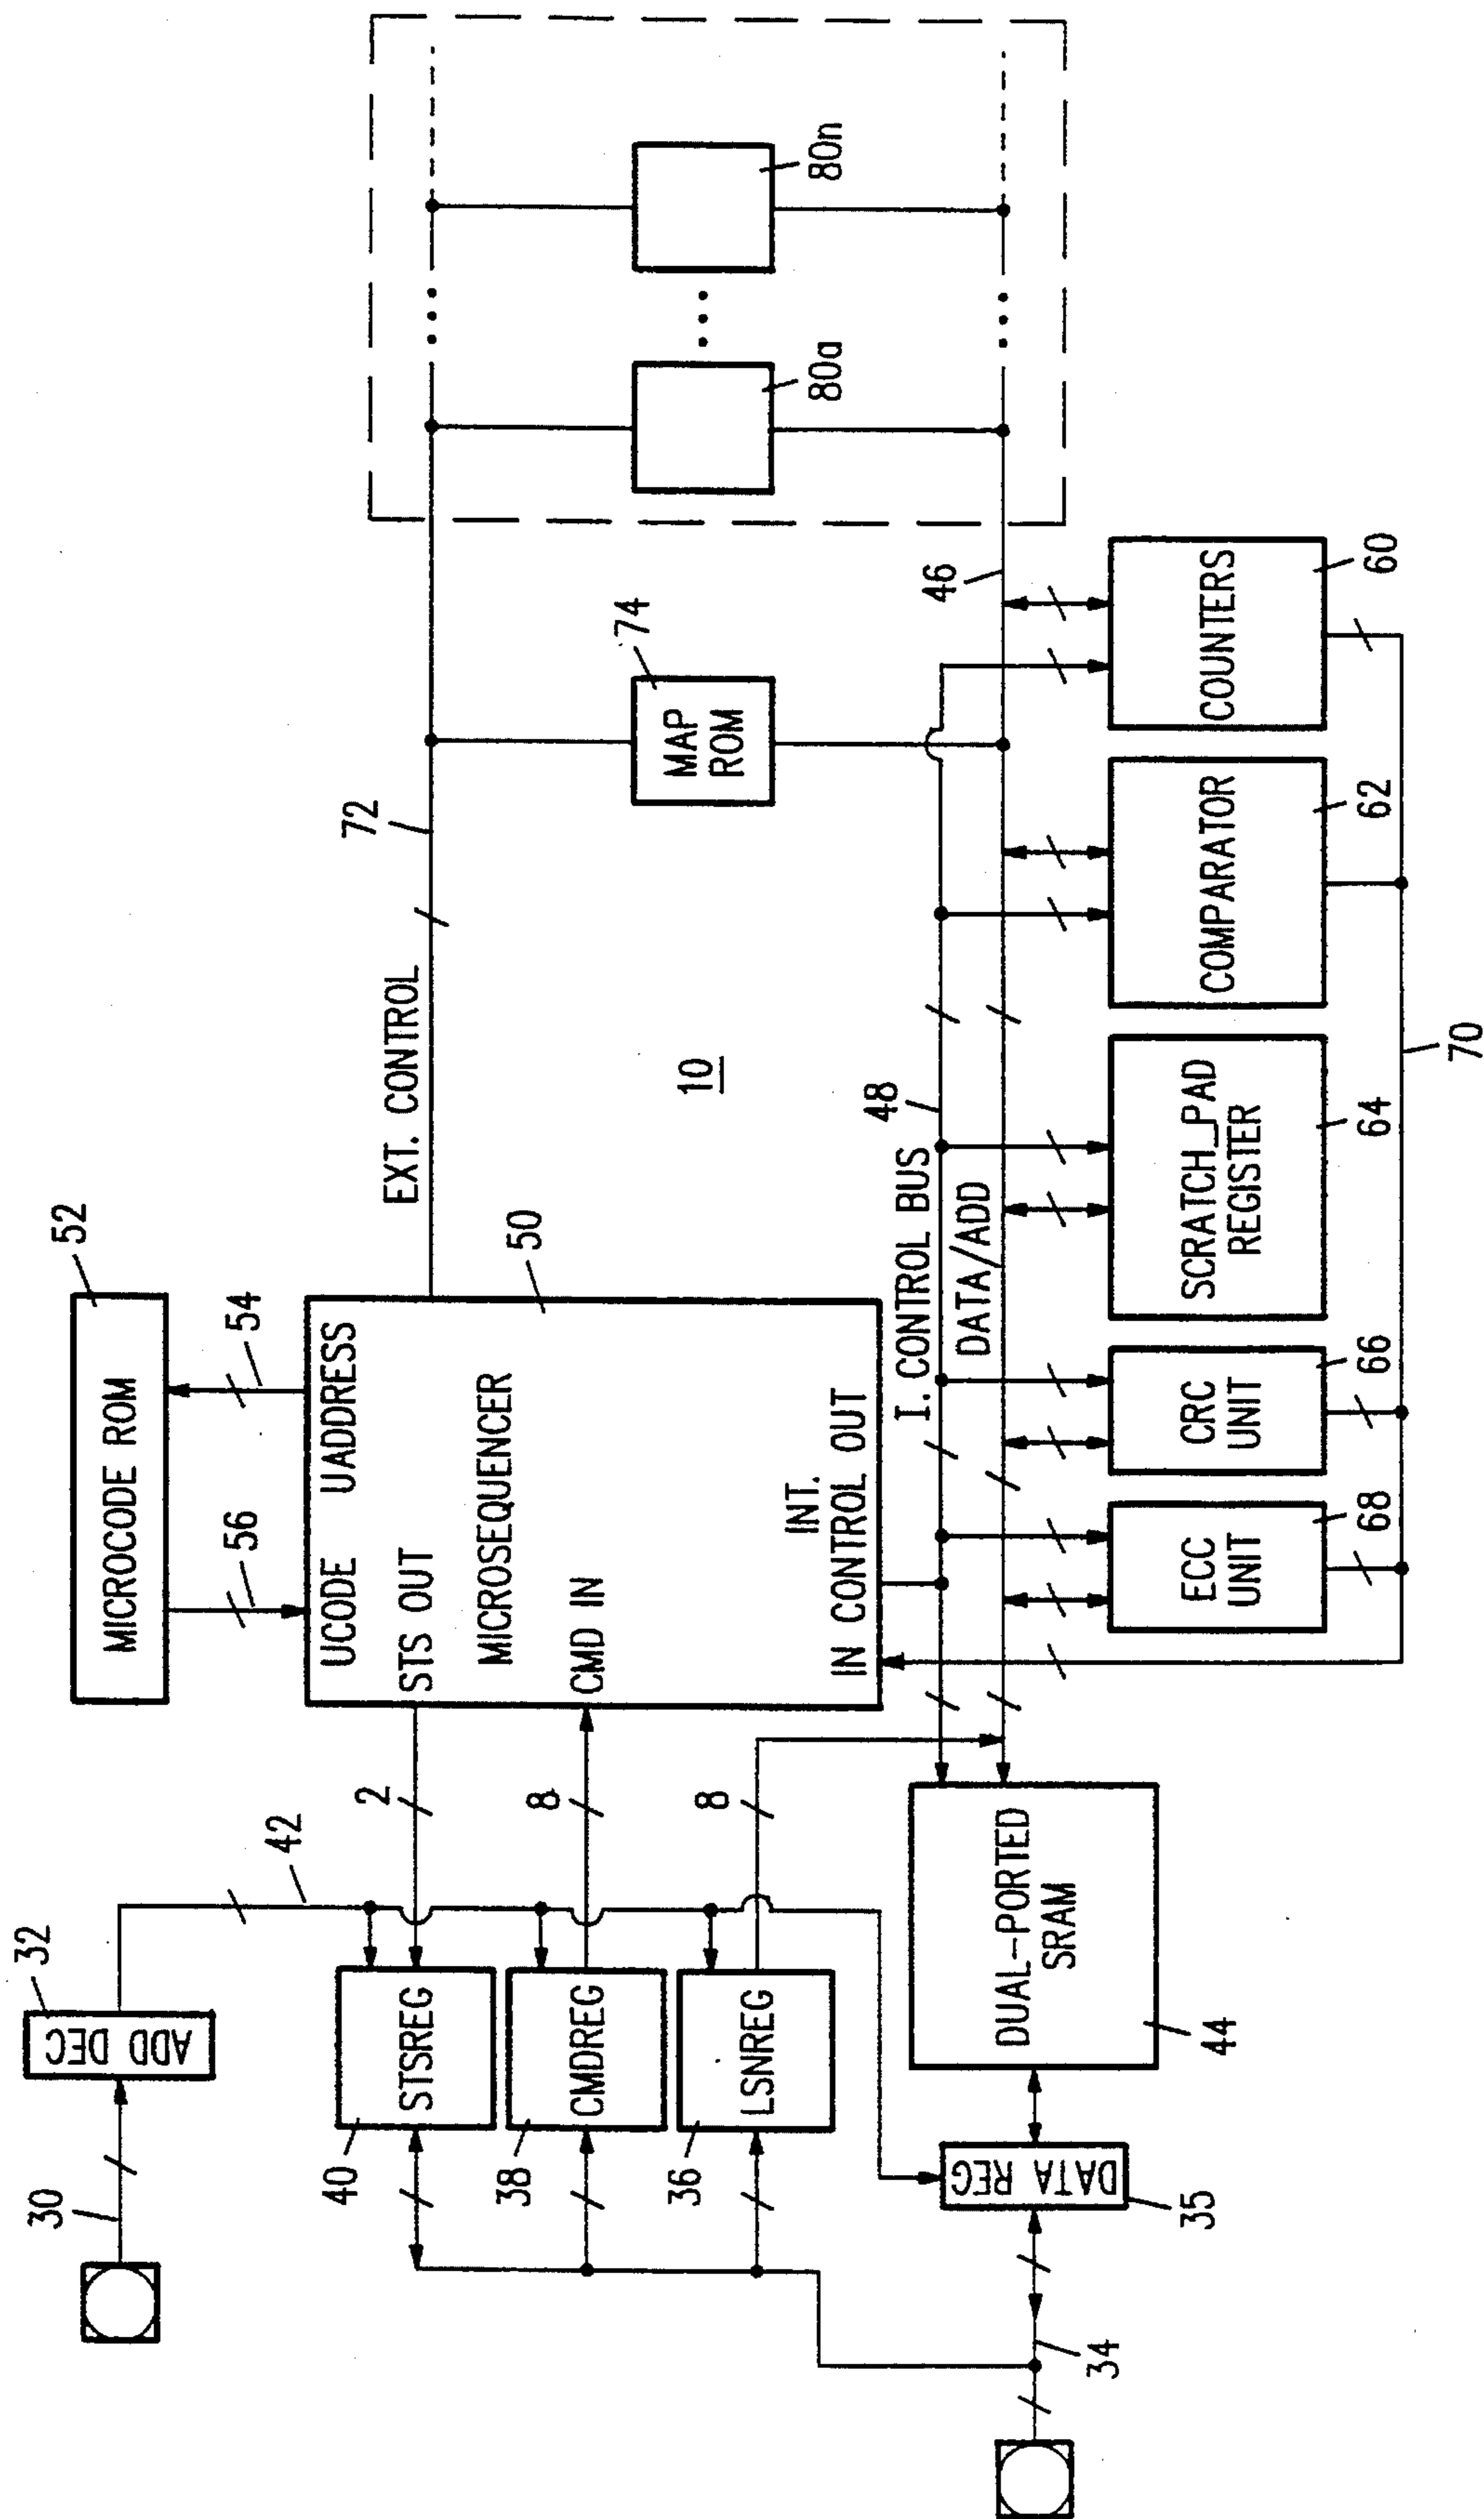 30
32
ADD DEC
42
52
MICROCODE ROM
56
54
UCODE UADDRESS
STS OUT
MICROSEQUENCER
CMD IN
INT.
IN CONTROL OUT
50
2
8
8
40
STSREG
38
CMDREG
36
LSNREG
EXT. CONTROL
72
10
74
MAP
ROM
80a
80n
I. CONTROL BUS
48
DATA/ADD
46
34
35
DATA REG
DUAL-PORTED
SRAM
44
ECC
UNIT
68
CRC
UNIT
66
SCRATCH_PAD
REGISTER
64
COMPARATOR
62
COUNTERS
60
70